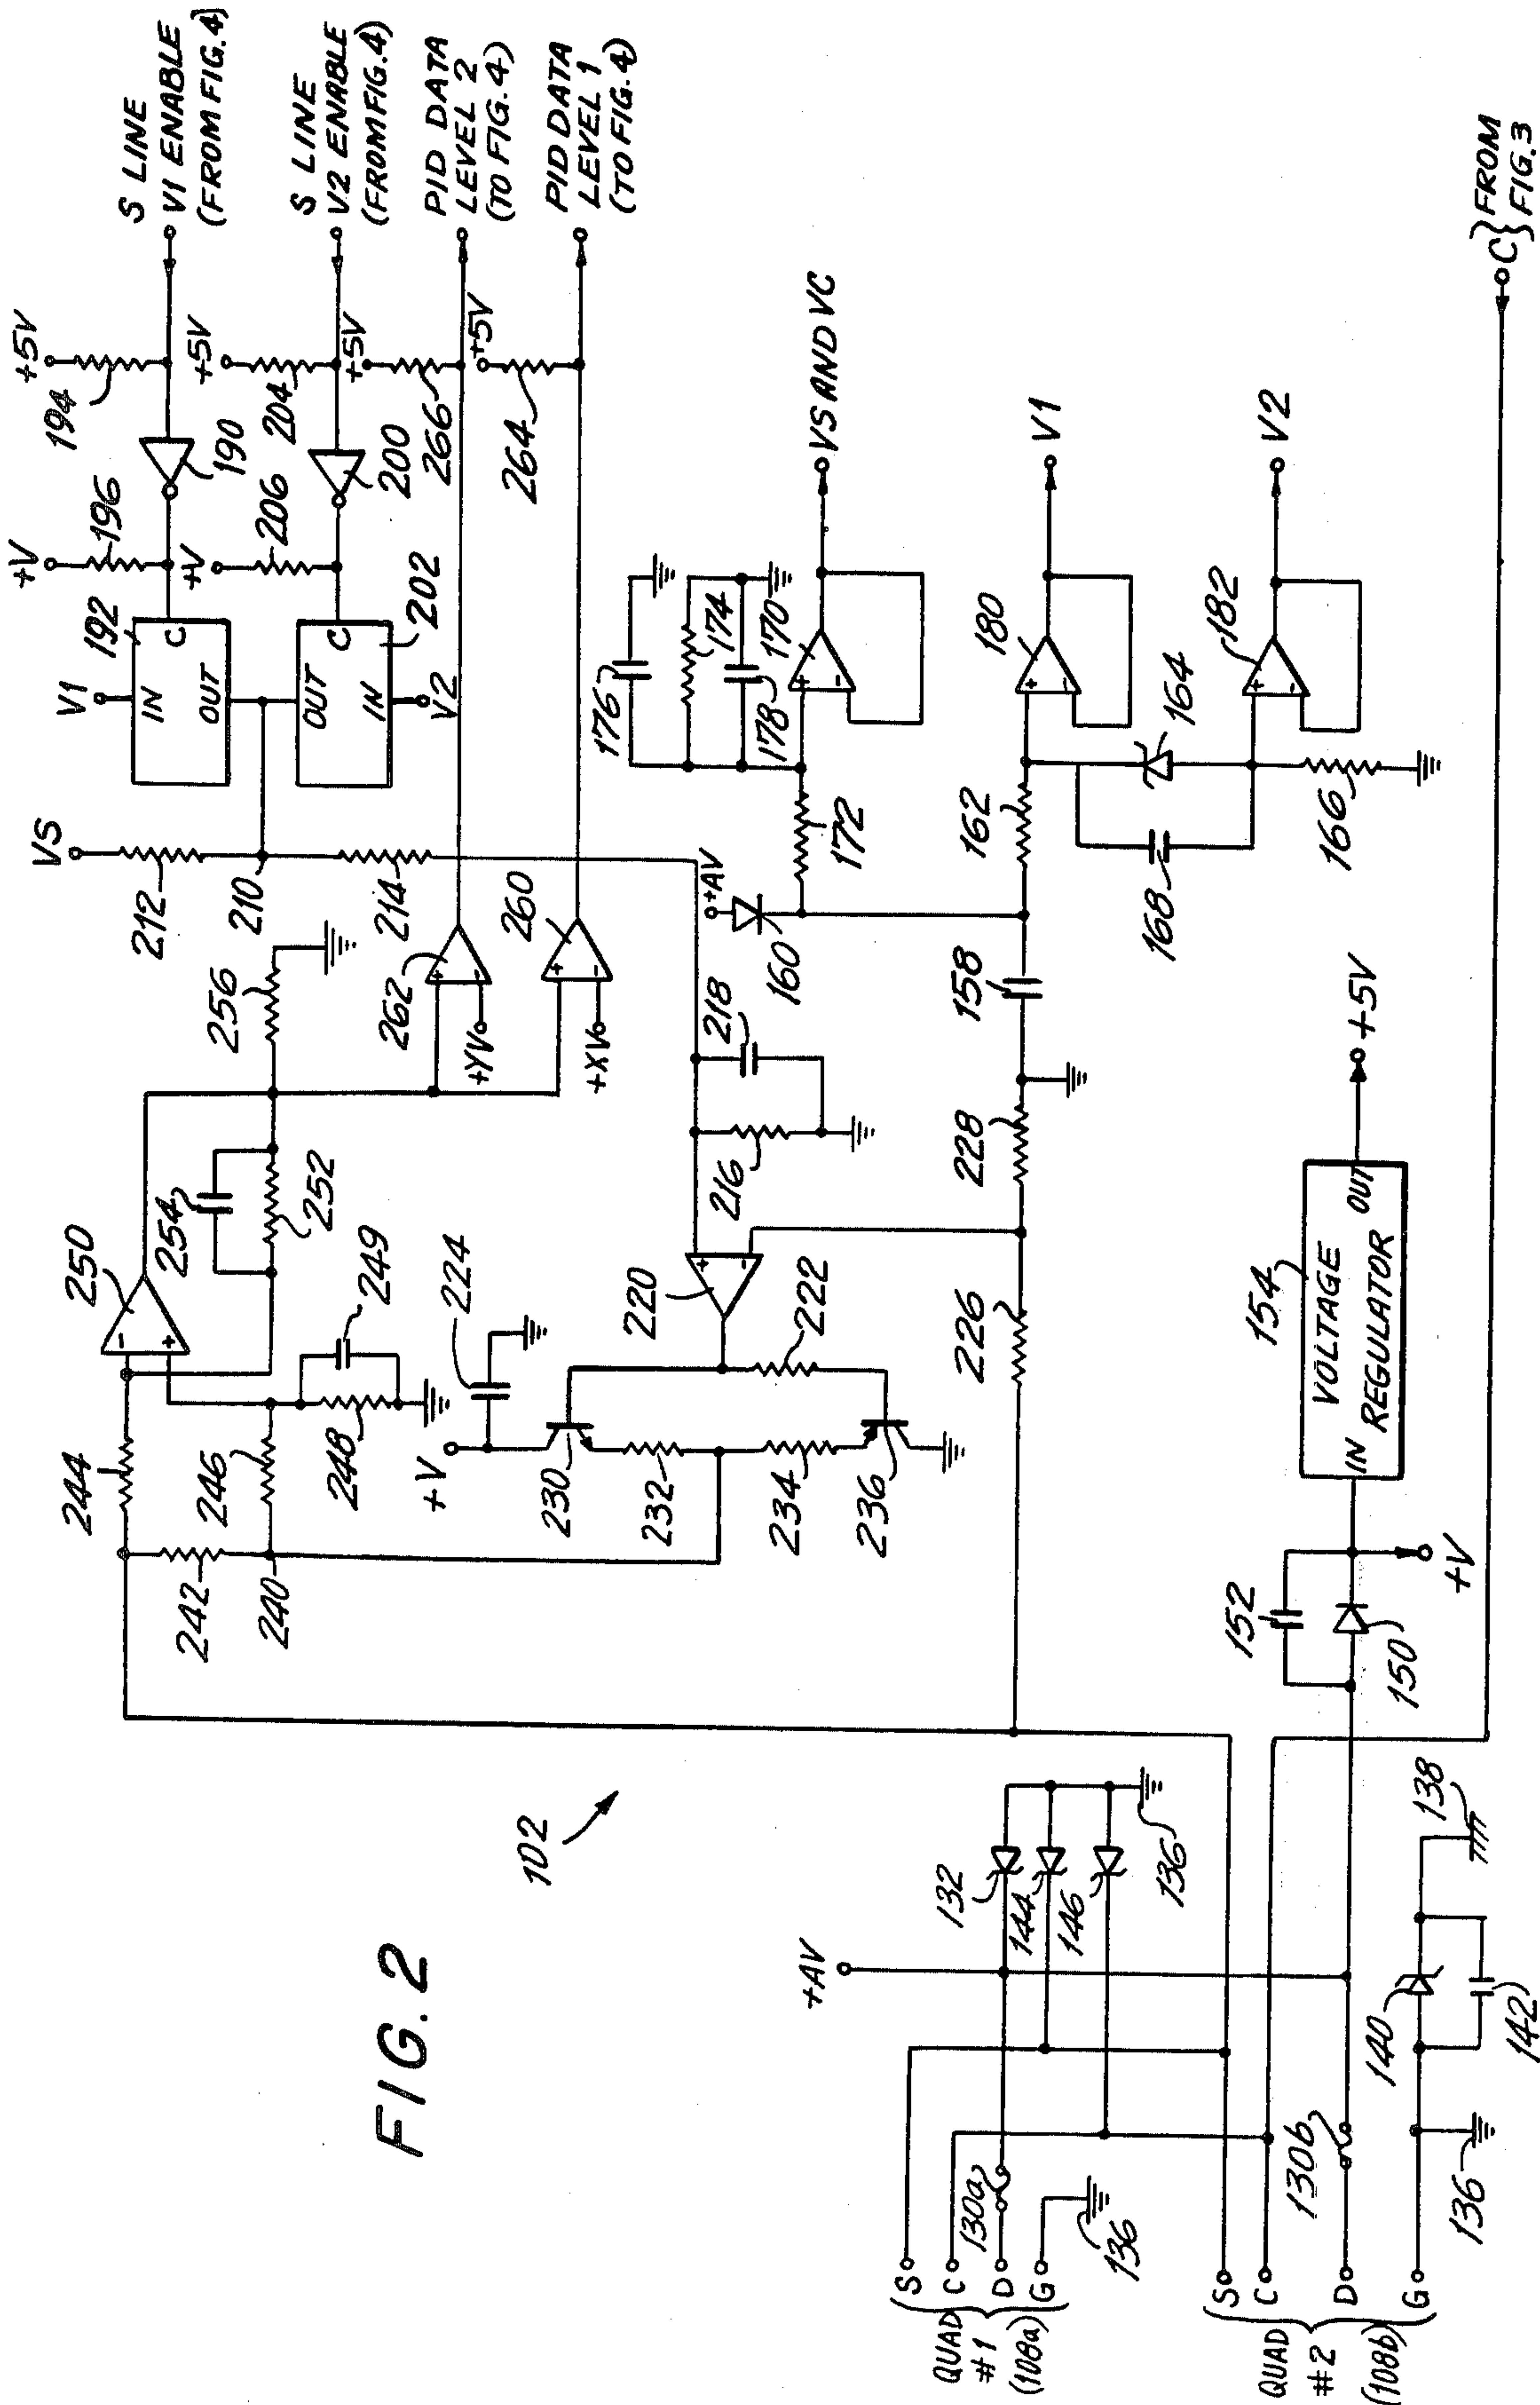 FIG. 2
102
S LINE
V1 ENABLE
(FROM FIG.4)
S LINE
V2 ENABLE
(FROM FIG.4)
PID DATA
LEVEL 2
(TO FIG.4)
PID DATA
LEVEL 1
(TO FIG.4)
+5V
194
+V
196
190
192
V1
IN
OUT
C
+5V
204
+V
206
200
202
OUT
C
IN
V2
+5V
266
+5V
264
VS
212
210
214
256
262
+YV
260
+XV
250
-
+
254
252
249
248
244
246
242
240
224
+V
230
232
234
236
220
222
+
-
216
218
226
228
158
+AV
160
172
176
174
178
170
+
-
VS AND VC
162
180
+
-
V1
164
168
166
182
+
-
V2
154
VOLTAGE
REGULATOR
IN
OUT
+5V
152
150
+V
C } FROM
FIG.3
+AV
132
144
146
136
138
140
142
136
130a
136
130b
S
C
D
G
QUAD
#1
(108a)
S
C
D
G
QUAD
#2
(108b)